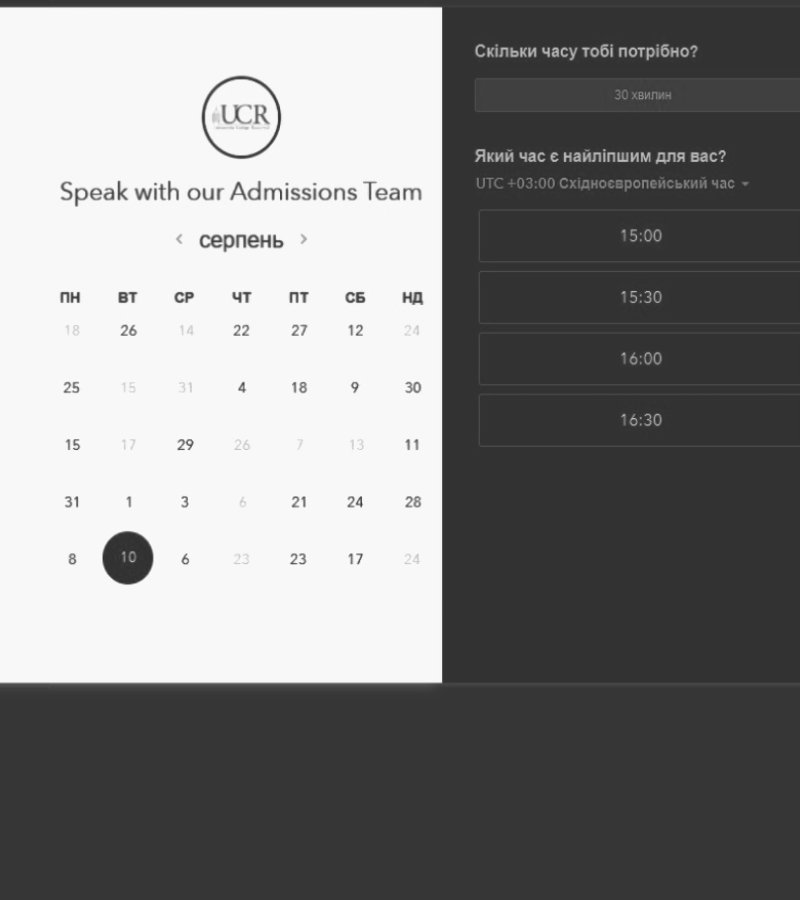 UCR
Speak with our Admissions Team
серпень
ПН ВТ СР ЧТ ПТ СБ НД
18 26 14 22 27 12 24
25 15 31 4 18 9 30
15 17 29 26 7 13 11
31 1 3 6 21 24 28
8 10 6 23 23 17 24
Скільки часу тобі потрібно?
30 хвилин
Який час є найліпшим для вас?
UTC +03:00 Східноєвропейський час
15:00
15:30
16:00
16:30